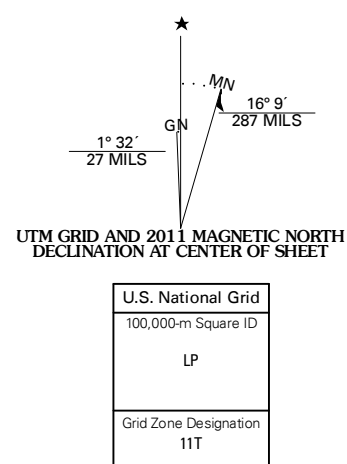 MN
16° 9´
287 MILS
GN
1° 32´
27 MILS
UTM GRID AND 2011 MAGNETIC NORTH
DECLINATION AT CENTER OF SHEET
U.S. National Grid
100,000-m Square ID
LP
Grid Zone Designation
11T